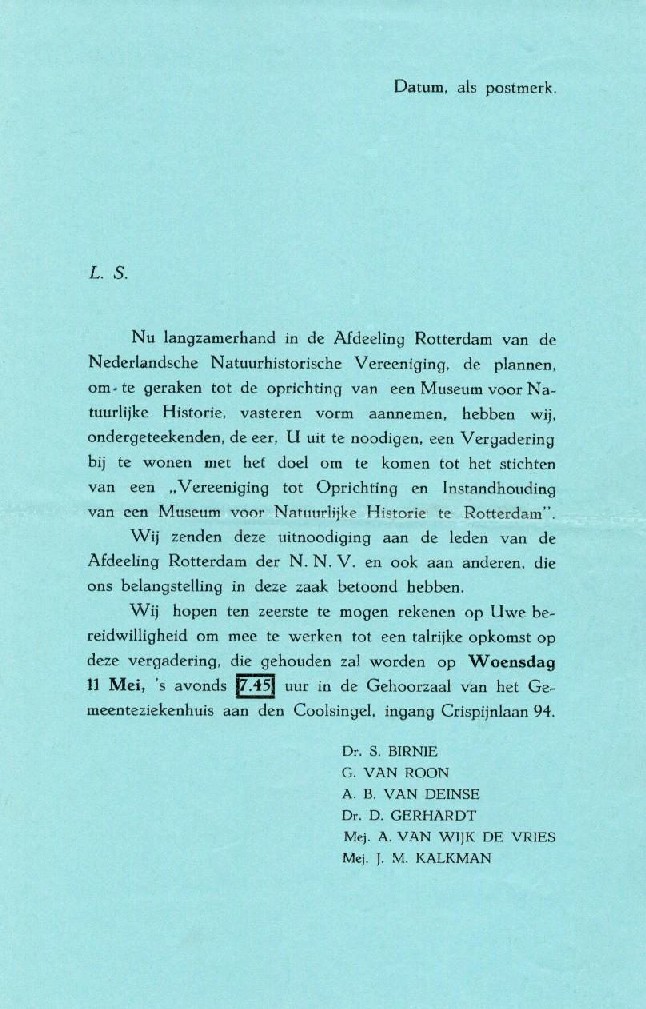 Datum, als postmerk.
L. S.
Nu langzamerhand in de Afdeeling Rotterdam van de
Nederlandsche Natuurhistorische Vereeniging, de plannen,
om te geraken tot de oprichting van een Museum voor Na-
tuurlijke Historie, vasteren vorm aannemen, hebben wij,
ondergeteekenden, de eer, U uit te noodigen, een Vergadering
bij te wonen met het doel om te komen tot het stichten
van een „Vereeniging tot Oprichting en Instandhouding
van een Museum voor Natuurlijke Historie te Rotterdam".
Wij zenden deze uitnoodiging aan de leden van de
Afdeeling Rotterdam der N. N. V. en ook aan anderen, die
ons belangstelling in deze zaak betoond hebben.
Wij hopen ten zeerste te mogen rekenen op Uwe be-
reidwilligheid om mee te werken tot een talrijke opkomst op
deze vergadering, die gehouden zal worden op Woensdag
11 Mei, 's avonds 7.45 uur in de Gehoorzaal van het Ge-
meenteziekenhuis aan den Coolsingel, ingang Crispijnlaan 94.
Dr. S. BIRNIE
G. VAN ROON
A. B. VAN DEINSE
Dr. D. GERHARDT
Mej. A. VAN WIJK DE VRIES
Mej. J. M. KALKMAN